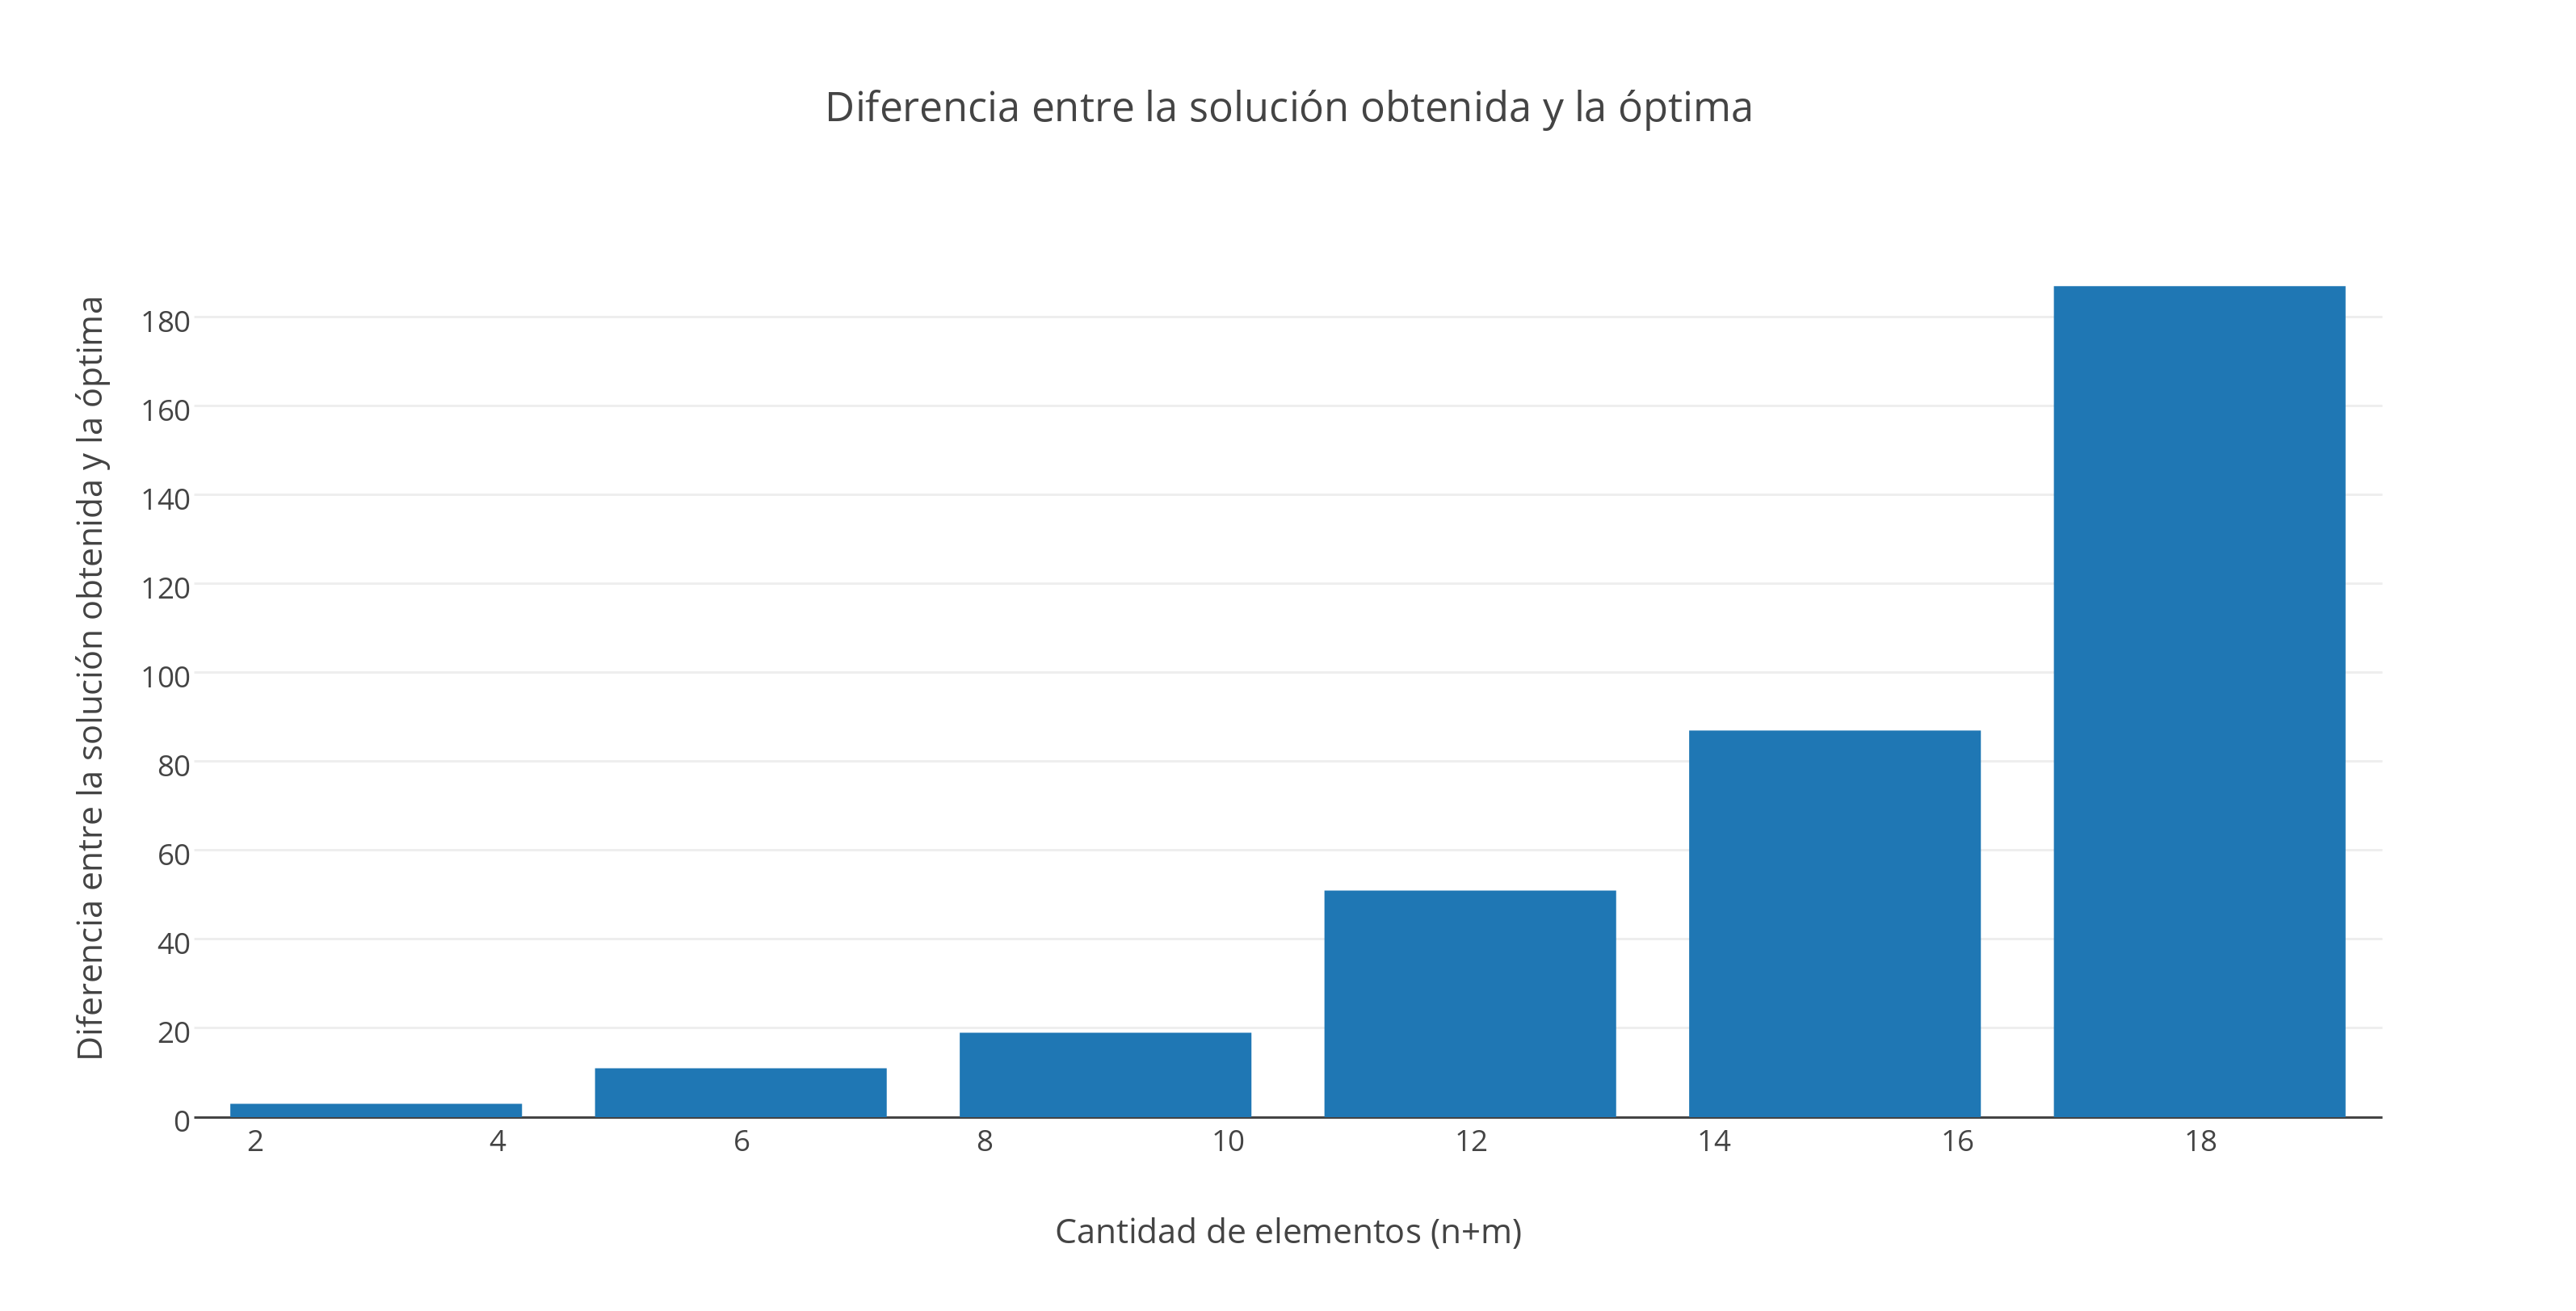 Diferencia entre la solución obtenida y la óptima
Diferencia entre la solución obtenida y la óptima
180
160
140
120
100
80
60
40
20
0
2 4 6 8 10 12 14 16 18
Cantidad de elementos (n+m)